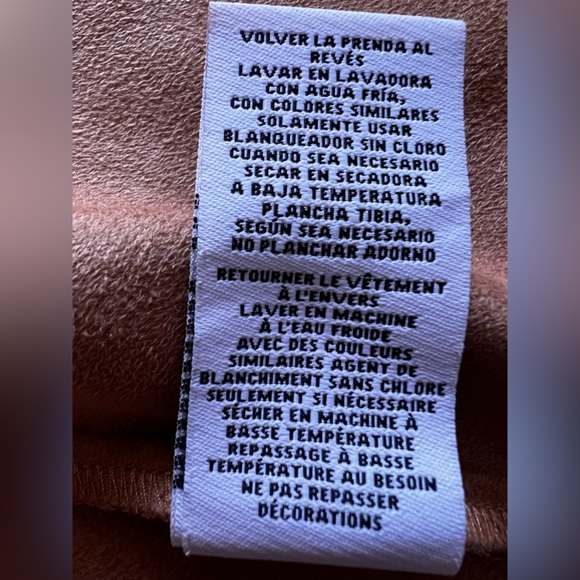 VOLVER LA PRENDA AL
REVÉS
LAVAR EN LAVADORA
CON AGUA FRÍA,
CON COLORES SIMILARES
SOLAMENTE USAR
BLANQUEADOR SIN CLORO
CUANDO SEA NECESARIO
SECAR EN SECADORA
A BAJA TEMPERATURA
PLANCHA TIBIA,
SEGÚN SEA NECESARIO
NO PLANCHAR ADORNO
RETOURNER LE VÊTEMENT
À L'ENVERS
LAVER EN MACHINE
À L'EAU FROIDE
AVEC DES COULEURS
SIMILAIRES AGENT DE
BLANCHIMENT SANS CHLORE
SEULEMENT SI NÉCESSAIRE
SÉCHER EN MACHINE À
BASSE TEMPÉRATURE
REPASSAGE À BASSE
TEMPÉRATURE AU BESOIN
NE PAS REPASSER
DÉCORATIONS